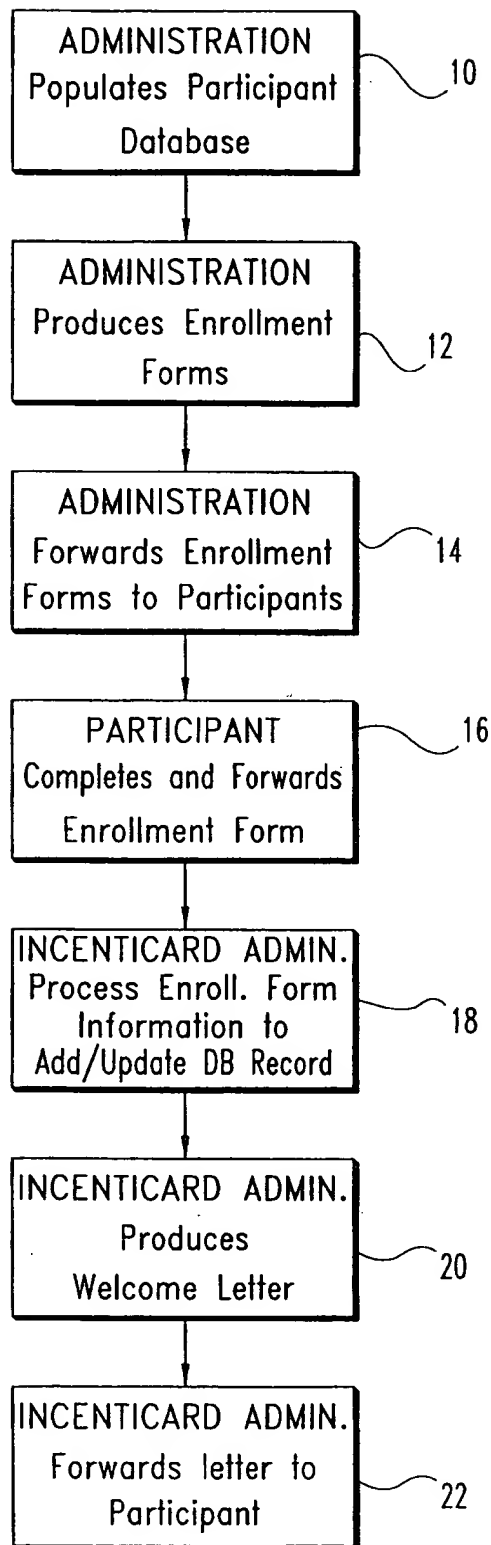 ADMINISTRATION
Populates Participant
Database
10
ADMINISTRATION
Produces Enrollment
Forms
12
ADMINISTRATION
Forwards Enrollment
Forms to Participants
14
PARTICIPANT
Completes and Forwards
Enrollment Form
16
INCENTICARD ADMIN.
Process Enroll. Form
Information to
Add/Update DB Record
18
INCENTICARD ADMIN.
Produces
Welcome Letter
20
INCENTICARD ADMIN.
Forwards letter to
Participant
22